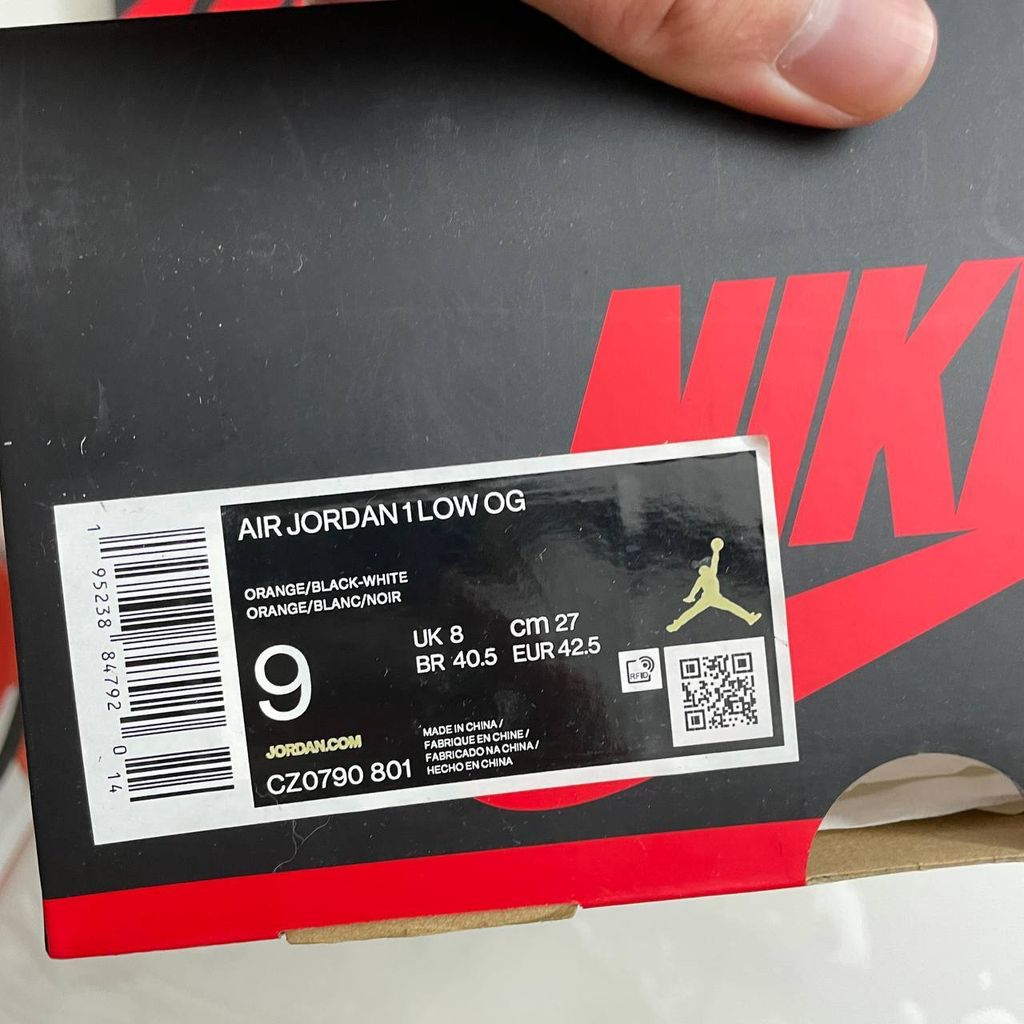 NIK
AIR JORDAN 1 LOW OG
ORANGE/BLACK-WHITE
ORANGE/BLANC/NOIR
9
UK 8 cm 27
BR 40.5 EUR 42.5
RFID
JORDAN.COM
CZ0790 801
MADE IN CHINA /
FABRIQUE EN CHINE /
FABRICADO NA CHINA /
HECHO EN CHINA
1 95238 84792 0 14